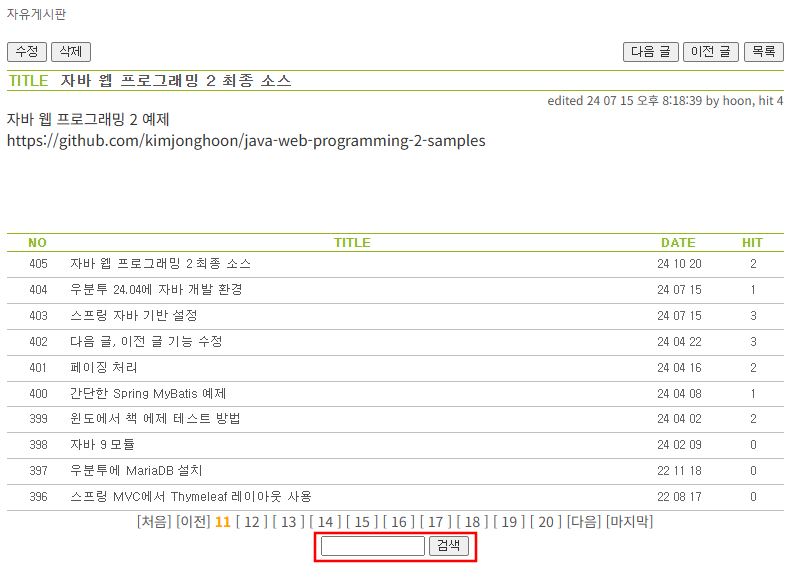 자유게시판
수정 삭제 다음 글 이전 글 목록
TITLE 자바 웹 프로그래밍 2 최종 소스
edited 24 07 15 오후 8:18:39 by hoon, hit 4
자바 웹 프로그래밍 2 예제
https://github.com/kimjonghoon/java-web-programming-2-samples
NO TITLE DATE HIT
405 자바 웹 프로그래밍 2 최종 소스 24 10 20 2
404 우분투 24.04에 자바 개발 환경 24 07 15 1
403 스프링 자바 기반 설정 24 07 15 3
402 다음 글, 이전 글 기능 수정 24 04 22 3
401 페이징 처리 24 04 16 2
400 간단한 Spring MyBatis 예제 24 04 08 1
399 윈도에서 책 에제 테스트 방법 24 04 02 2
398 자바 9 모듈 24 02 09 0
397 우분투에 MariaDB 설치 22 11 18 0
396 스프링 MVC에서 Thymeleaf 레이아웃 사용 22 08 17 0
[처음] [이전] 11 [ 12 ] [ 13 ] [ 14 ] [ 15 ] [ 16 ] [ 17 ] [ 18 ] [ 19 ] [ 20 ] [다음] [마지막]
검색